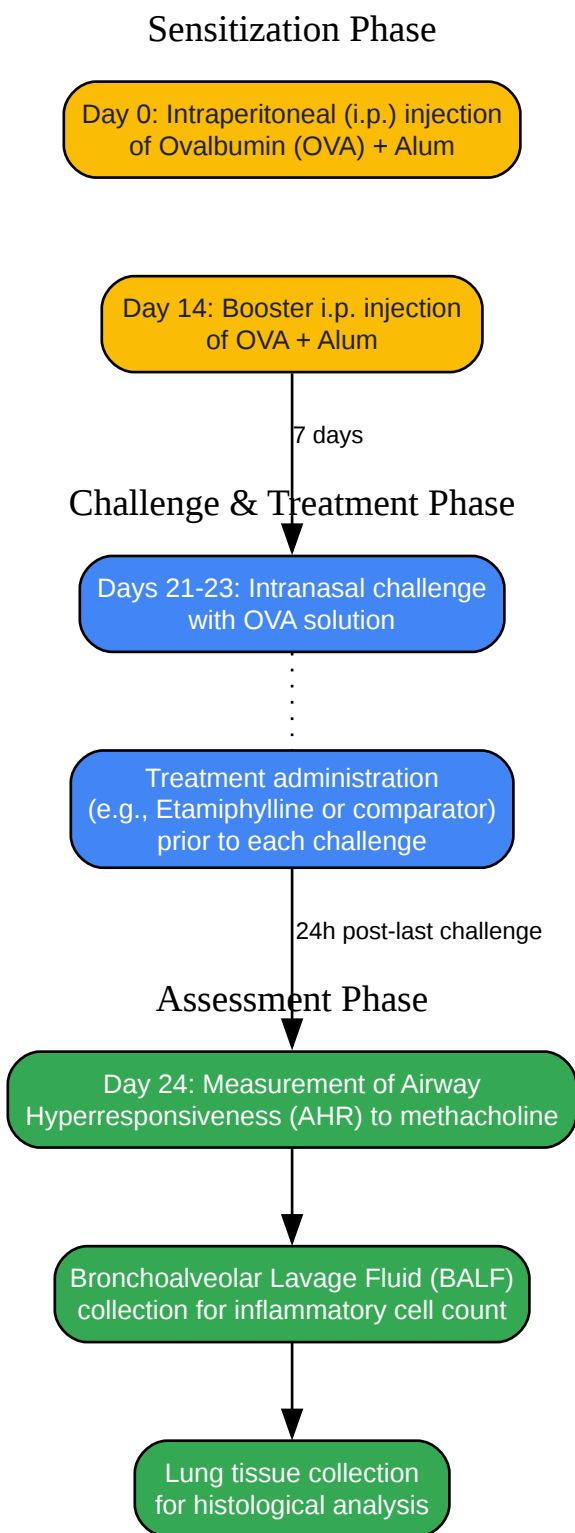 Sensitization Phase
Day 0: Intraperitoneal (i.p.) injection
of Ovalbumin (OVA) + Alum
Day 14: Booster i.p. injection
of OVA + Alum
7 days
Challenge & Treatment Phase
Days 21-23: Intranasal challenge
with OVA solution
Treatment administration
(e.g., Etamiphylline or comparator)
prior to each challenge
24h post-last challenge
Assessment Phase
Day 24: Measurement of Airway
Hyperresponsiveness (AHR) to methacholine
Bronchoalveolar Lavage Fluid (BALF)
collection for inflammatory cell count
Lung tissue collection
for histological analysis